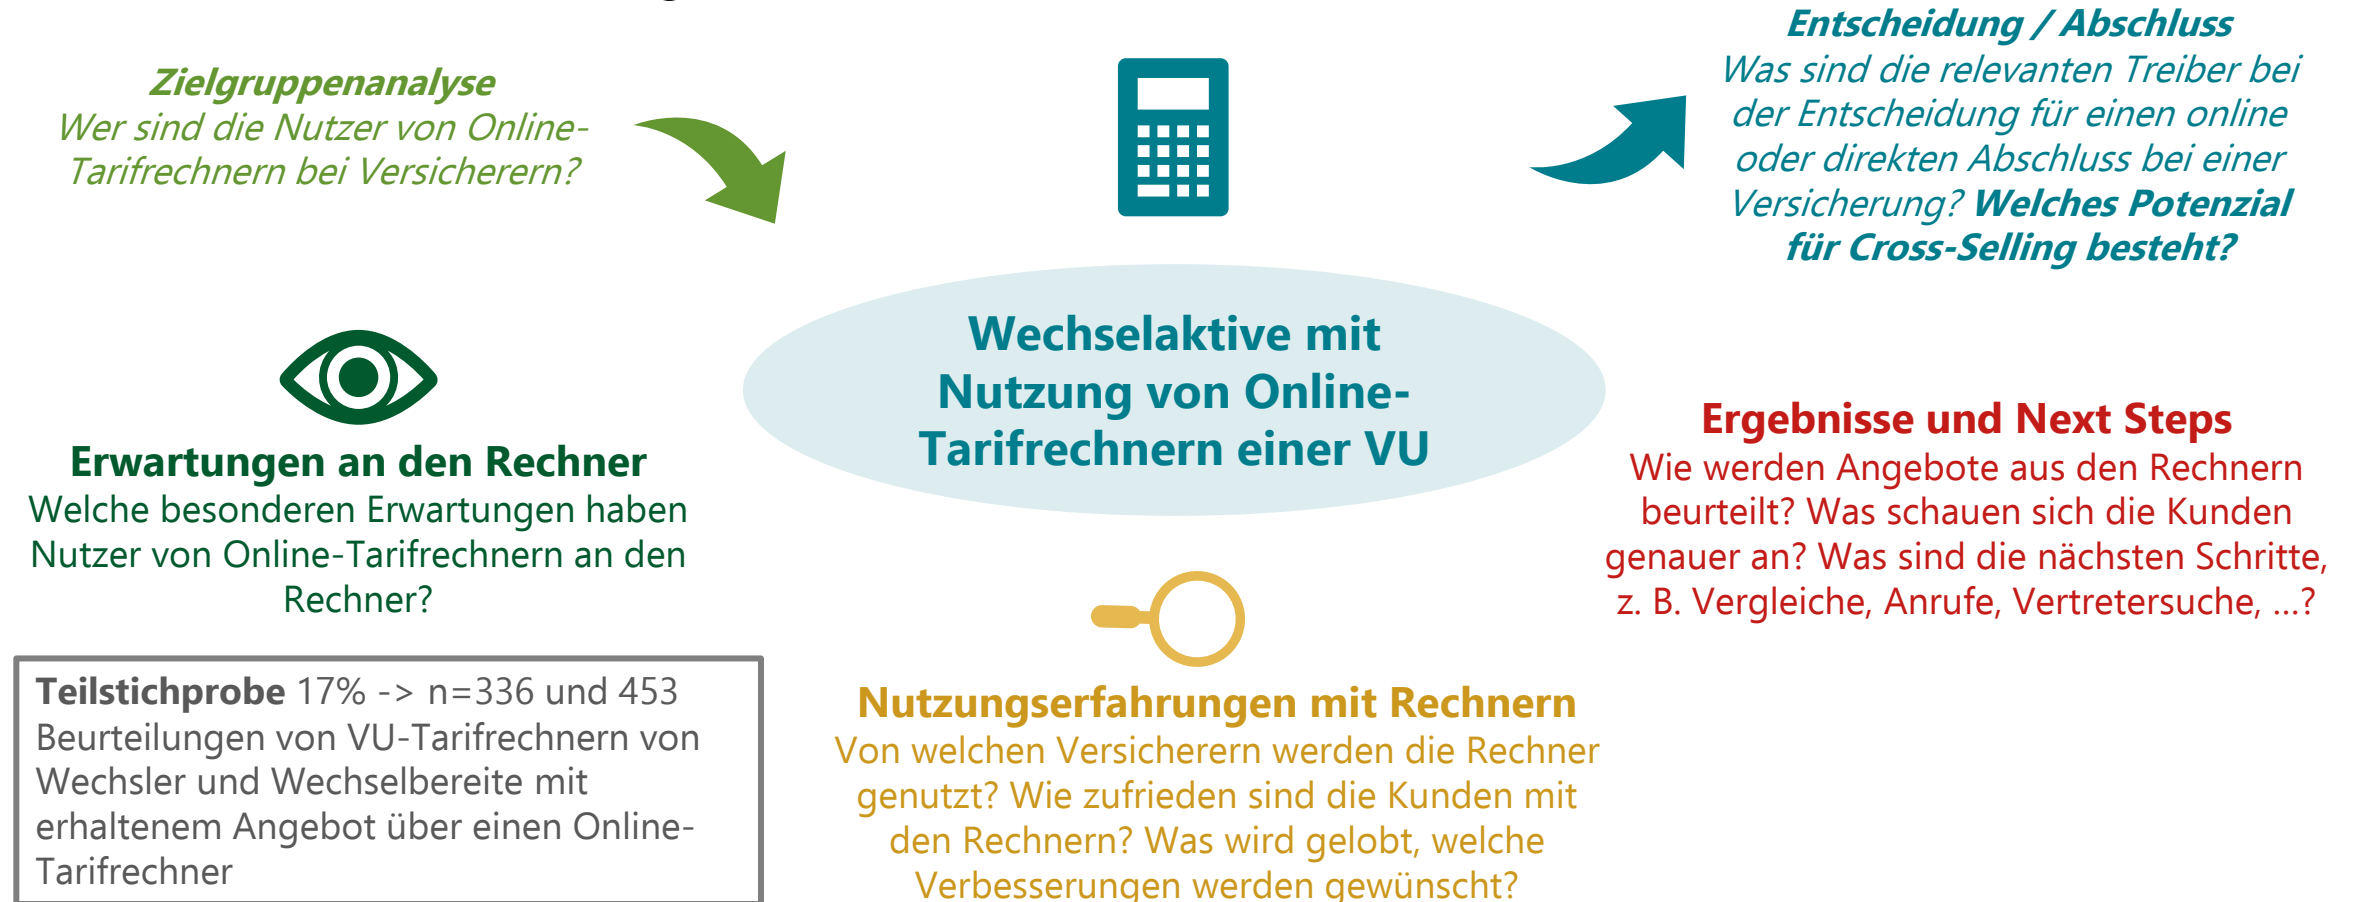 Zielgruppenanalyse
Wer sind die Nutzer von Online-
Tarifrechnern bei Versicherern?
Entscheidung / Abschluss
Was sind die relevanten Treiber bei
der Entscheidung für einen online
oder direkten Abschluss bei einer
Versicherung? Welches Potenzial
für Cross-Selling besteht?
Wechselaktive mit
Nutzung von Online-
Tarifrechnern einer VU
Erwartungen an den Rechner
Welche besonderen Erwartungen haben
Nutzer von Online-Tarifrechnern an den
Rechner?
Ergebnisse und Next Steps
Wie werden Angebote aus den Rechnern
beurteilt? Was schauen sich die Kunden
genauer an? Was sind die nächsten Schritte,
z. B. Vergleiche, Anrufe, Vertretersuche, ...?
Teilstichprobe 17% -> n=336 und 453
Beurteilungen von VU-Tarifrechnern von
Wechsler und Wechselbereite mit
erhaltenem Angebot über einen Online-
Tarifrechner
Nutzungserfahrungen mit Rechnern
Von welchen Versicherern werden die Rechner
genutzt? Wie zufrieden sind die Kunden mit
den Rechnern? Was wird gelobt, welche
Verbesserungen werden gewünscht?